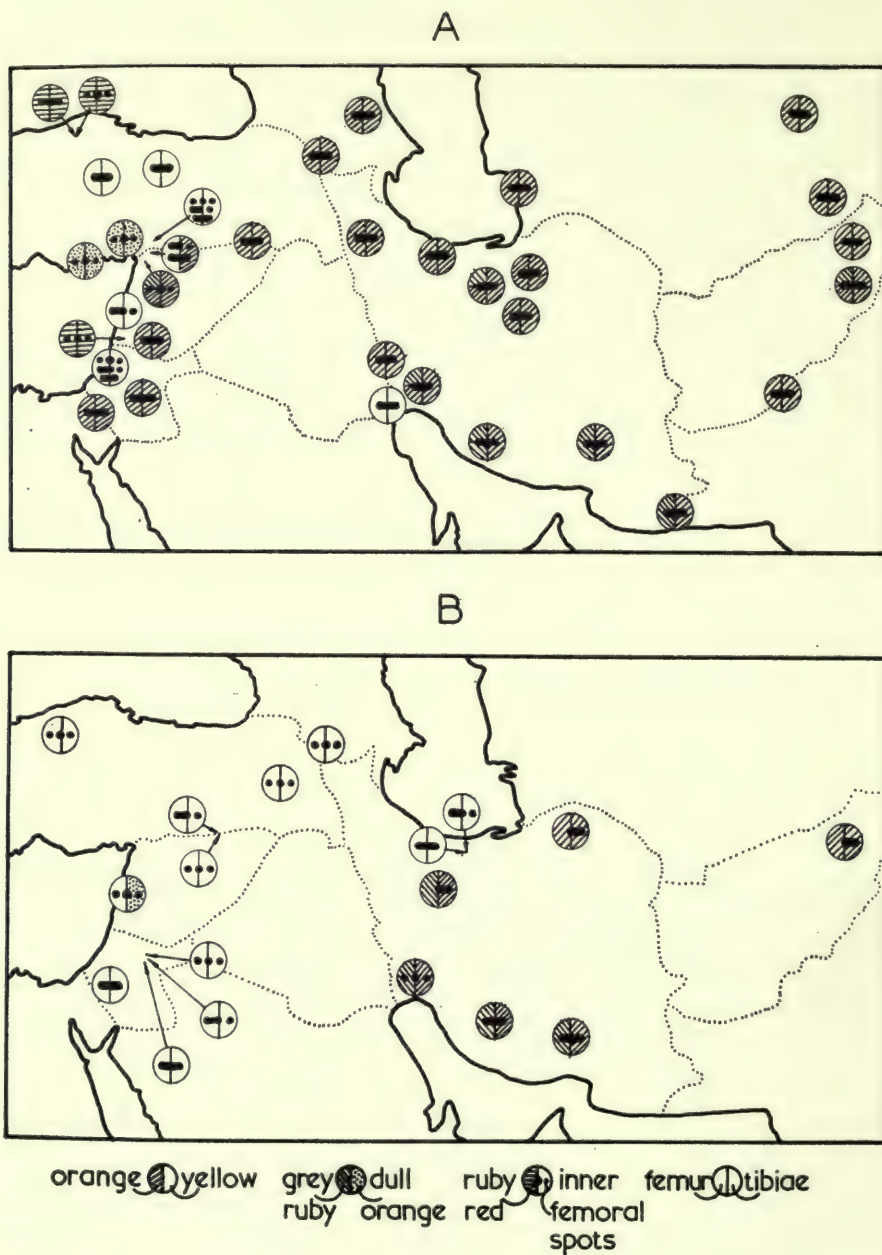 A
B
orange yellow grey dull ruby inner femur tibiae
ruby orange red femoral
spots